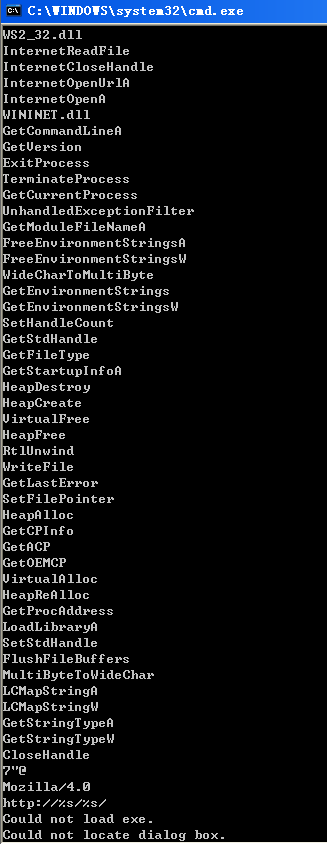 C:\WINDOWS\system32\cmd.exe
WS2_32.dll
InternetReadFile
InternetCloseHandle
InternetOpenUrlA
InternetOpenA
WININET.dll
GetCommandLineA
GetVersion
ExitProcess
TerminateProcess
GetCurrentProcess
UnhandledExceptionFilter
GetModuleFileNameA
FreeEnvironmentStringsA
FreeEnvironmentStringsW
WideCharToMultiByte
GetEnvironmentStrings
GetEnvironmentStringsW
SetHandleCount
GetStdHandle
GetFileType
GetStartupInfoA
HeapDestroy
HeapCreate
VirtualFree
HeapFree
RtlUnwind
WriteFile
GetLastError
SetFilePointer
HeapAlloc
GetCPInfo
GetACP
GetOEMCP
VirtualAlloc
HeapReAlloc
GetProcAddress
LoadLibraryA
SetStdHandle
FlushFileBuffers
MultiByteToWideChar
LCMapStringA
LCMapStringW
GetStringTypeA
GetStringTypeW
CloseHandle
7"@
Mozilla/4.0
http://%s/%s/
Could not load exe.
Could not locate dialog box.